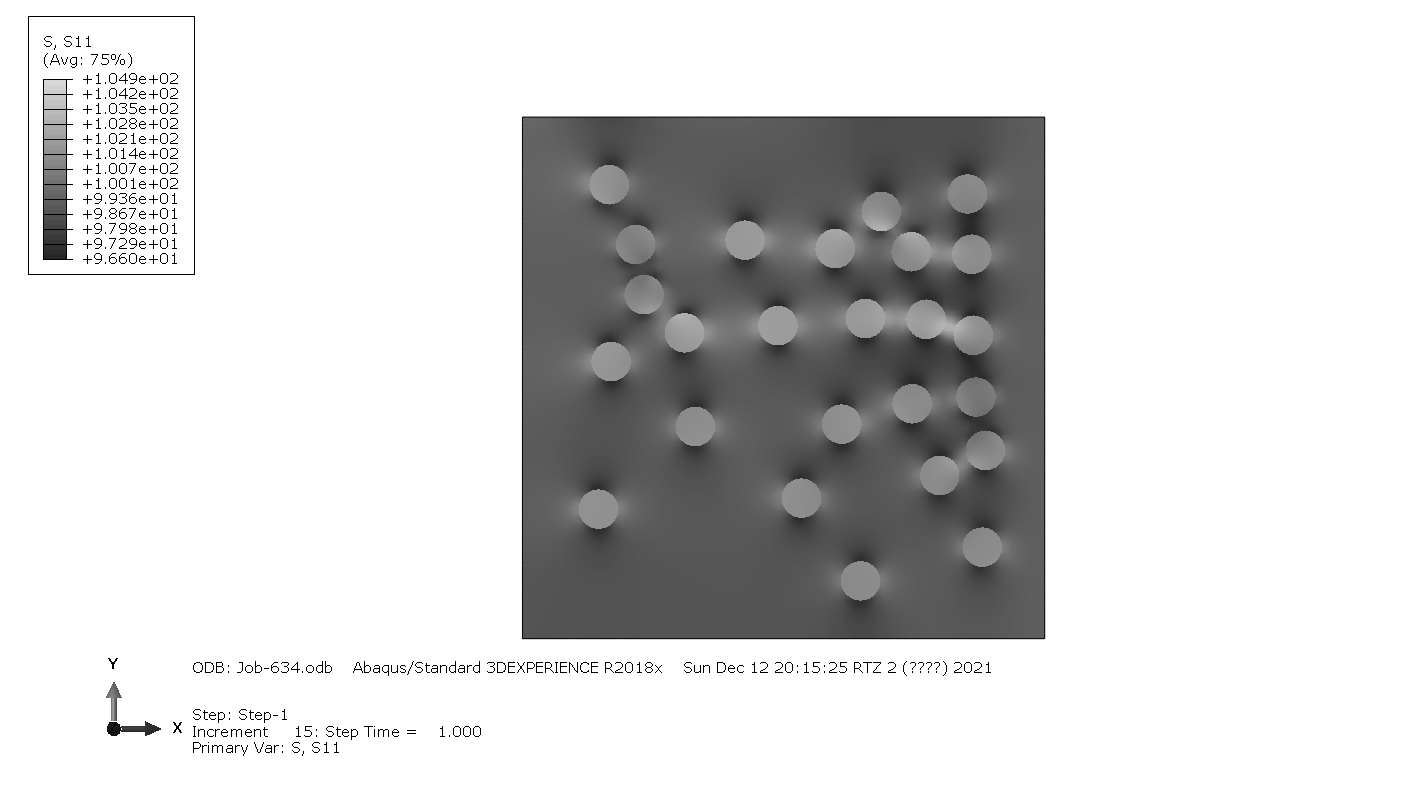 S, S11
(Avg: 75%)
+1.049e+02
+1.042e+02
+1.035e+02
+1.028e+02
+1.021e+02
+1.014e+02
+1.007e+02
+1.001e+02
+9.936e+01
+9.867e+01
+9.798e+01
+9.729e+01
+9.660e+01
Y
X
ODB: Job-634.odb    Abaqus/Standard 3DEXPERIENCE R2018x    Sun Dec 12 20:15:25 RTZ 2 (????) 2021
Step: Step-1
Increment    15: Step Time =    1.000
Primary Var: S, S11